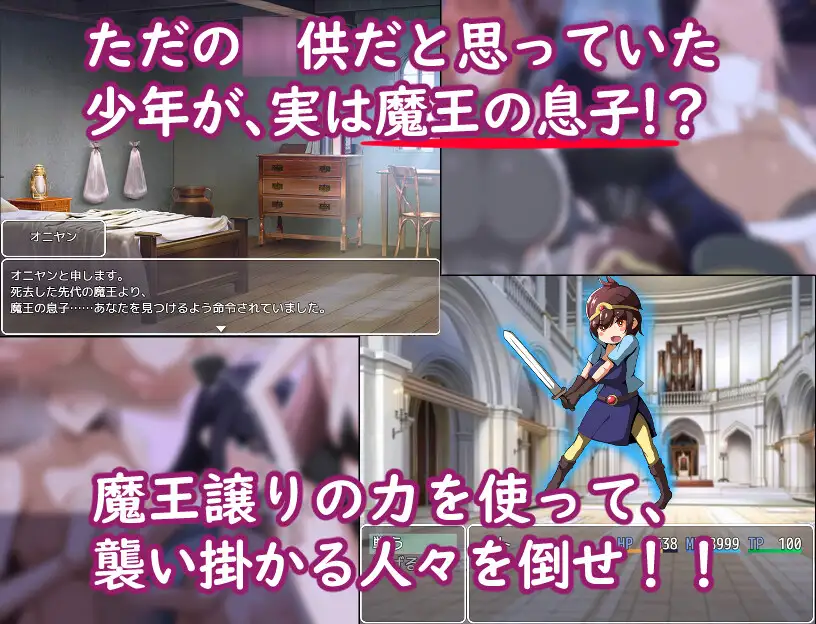 ただの 供だと思っていた
少年が、実は魔王の息子！？
オニヤン
オニヤンと申します。
死去した先代の魔王より、
魔王の息子……あなたを見つけるよう命令されていました。
魔王譲りの力を使って、
襲い掛かる人々を倒せ！！
HP 38 M 3999 TP 100